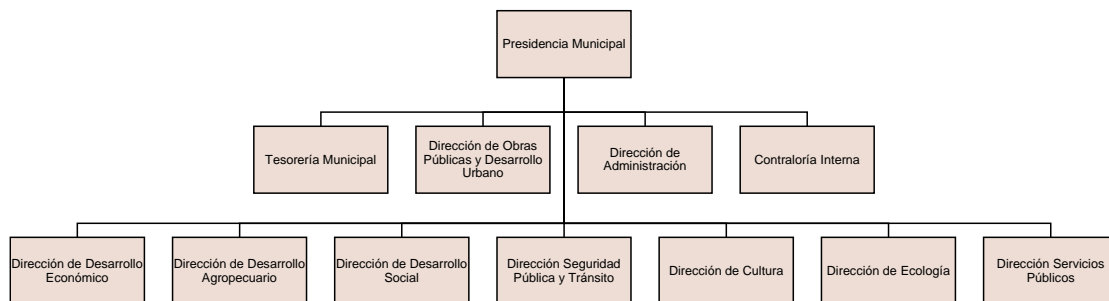 Presidencia Municipal
Tesorería Municipal
Dirección de Obras
Públicas y Desarrollo
Urbano
Dirección de
Administración
Contraloría Interna
Dirección de Desarrollo
Económico
Dirección de Desarrollo
Agropecuario
Dirección de Desarrollo
Social
Dirección Seguridad
Pública y Tránsito
Dirección de Cultura
Dirección de Ecología
Dirección Servicios
Públicos